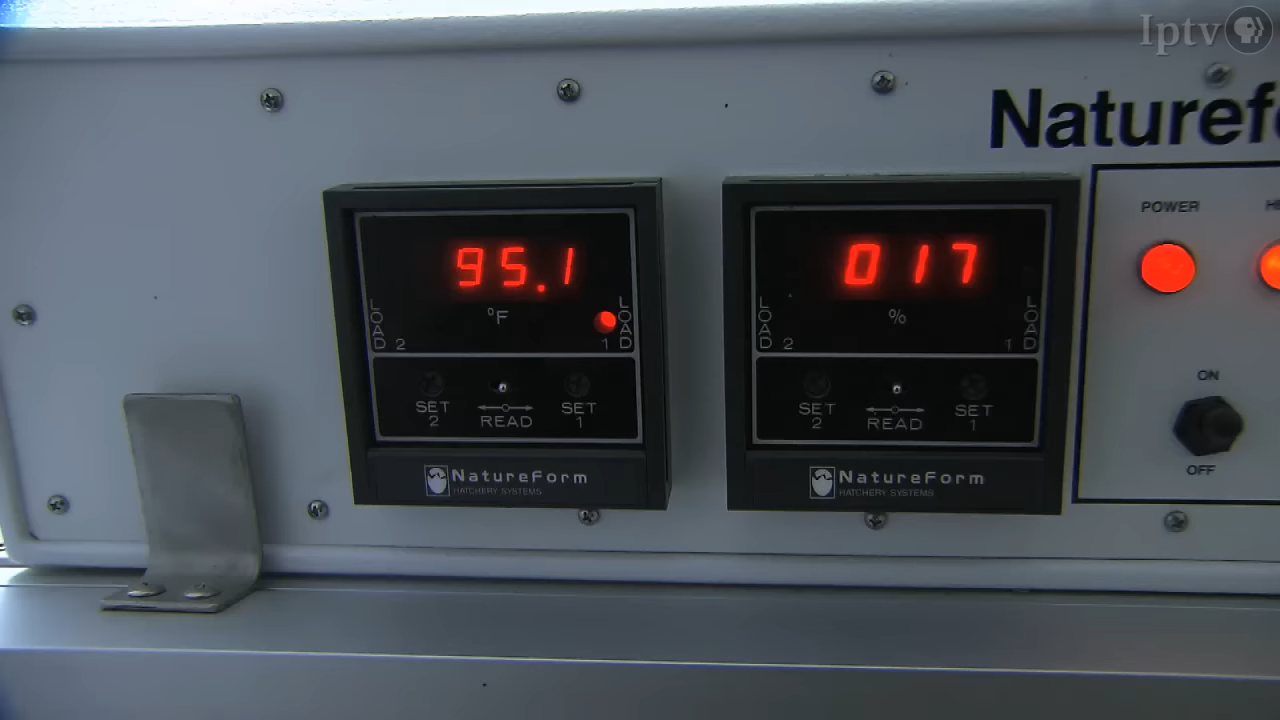 Iptv
Naturef
POWER
95.1
017
LOAD
°F
LOAD
LOAD
%
LOAD
2
1
2
1
ON
SET
2
READ
SET
1
SET
2
READ
SET
1
OFF
NatureForm
HATCHERY SYSTEMS
NatureForm
HATCHERY SYSTEMS